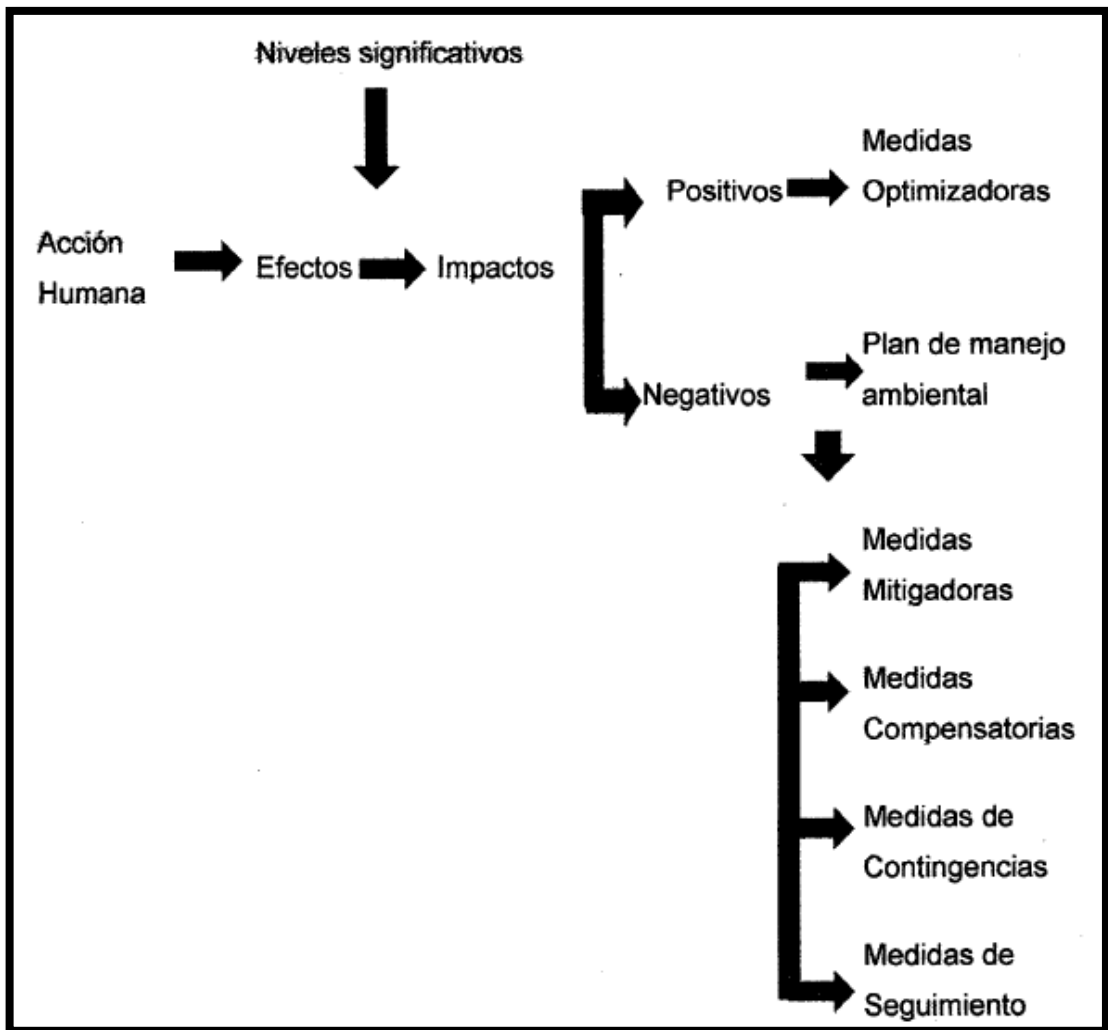 Niveles significativos
Medidas
Optimizadoras
Positivos
Acción
Humana
Efectos
Impactos
Negativos
Plan de manejo
ambiental
Medidas
Mitigadoras
Medidas
Compensatorias
Medidas de
Contingencias
Medidas de
Seguimiento